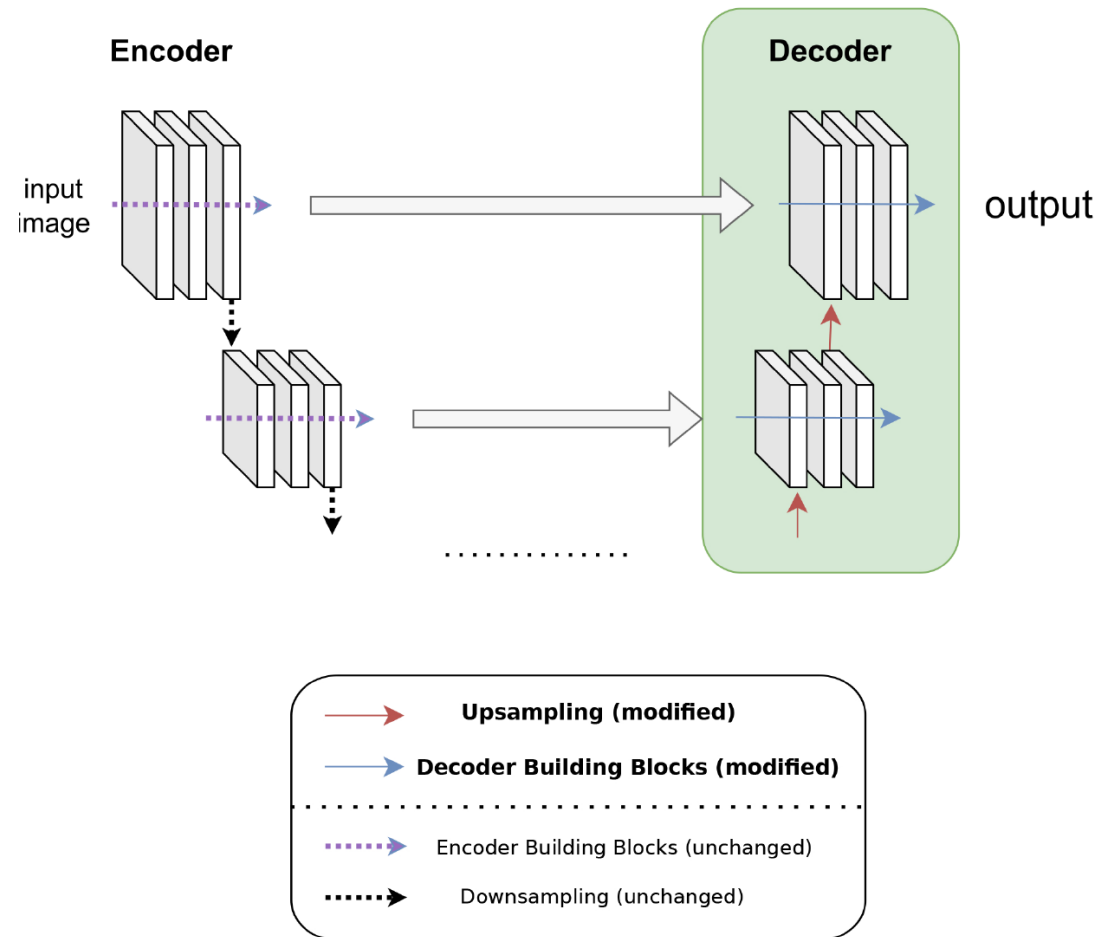 Encoder
Decoder
input
image
output
Upsampling (modified)
Decoder Building Blocks (modified)
Encoder Building Blocks (unchanged)
Downsampling (unchanged)